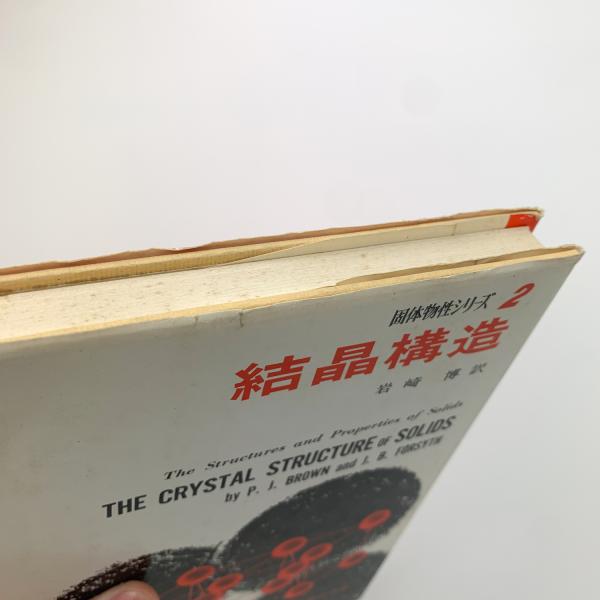 固体物性シリーズ 2
結晶構造
岩崎 博 訳
The Structures and Properties of Solids
THE CRYSTAL STRUCTURE OF SOLIDS
by P. J. BROWN and J. B. FORSYTH